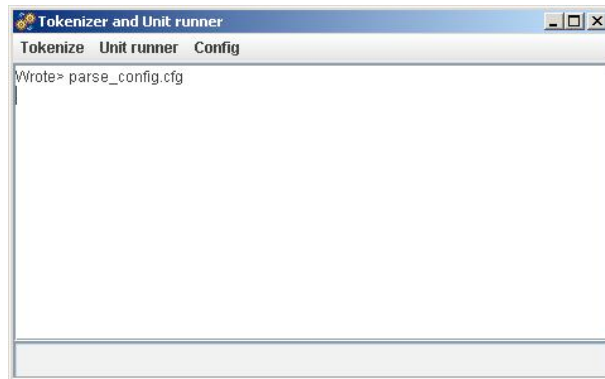 Tokenizer and Unit runner
Tokenize Unit runner Config
Wrote> parse_config.cfg